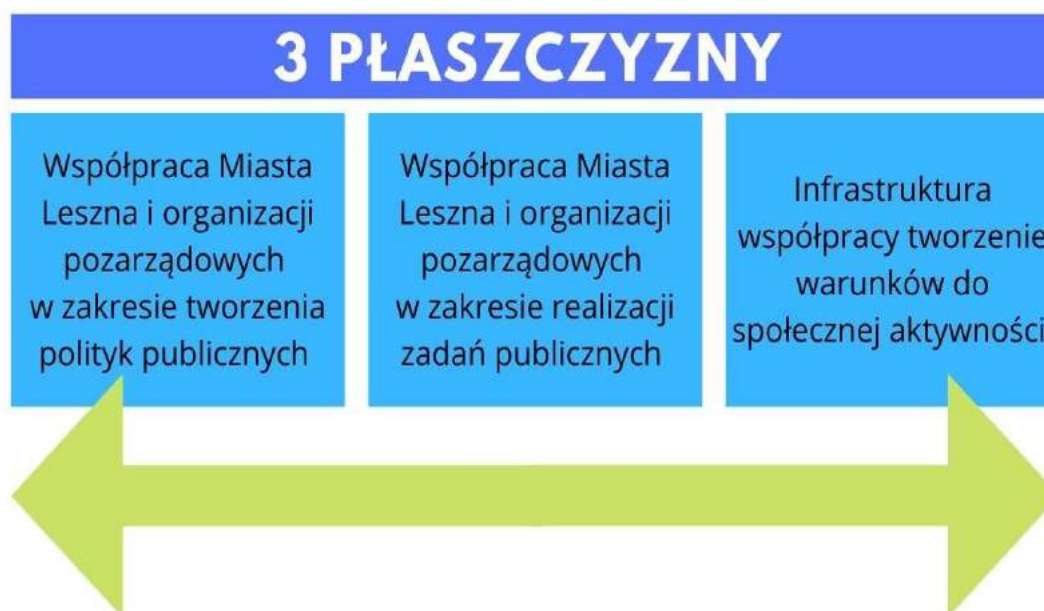 3 PŁASZCZYZNY
Współpraca Miasta
Leszna i organizacji
pozarządowych
w zakresie tworzenia
polityk publicznych
Współpraca Miasta
Leszna i organizacji
pozarządowych
w zakresie realizacji
zadań publicznych
Infrastruktura
współpracy tworzenie
warunków do
społecznej aktywności